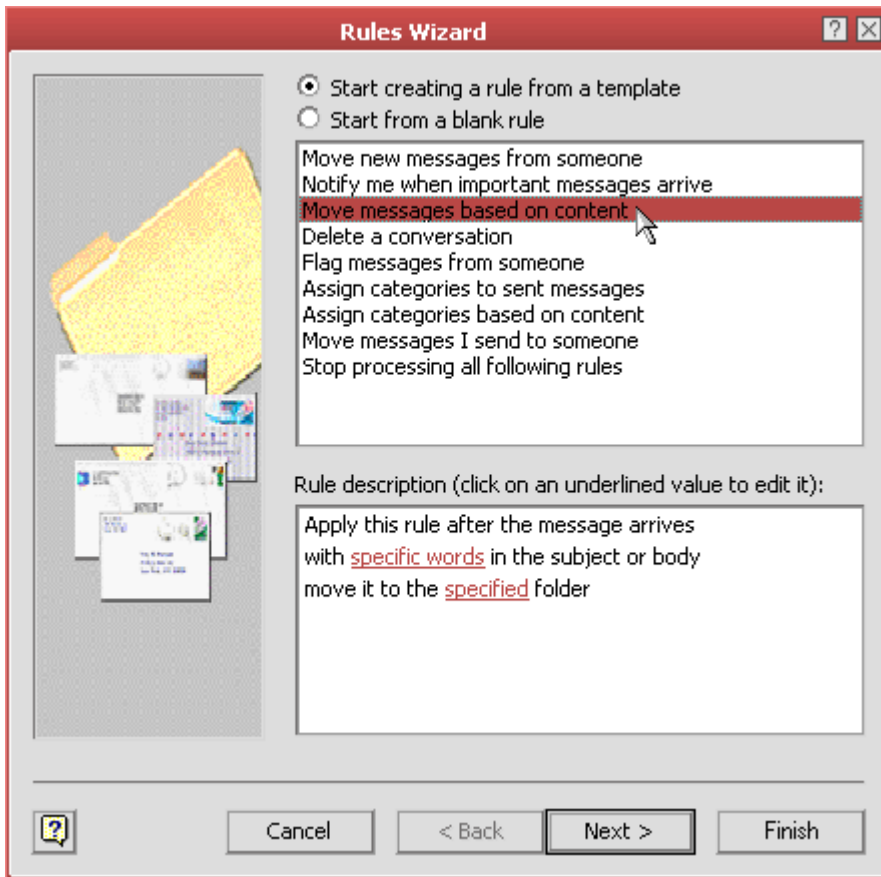 Rules Wizard
Start creating a rule from a template
Start from a blank rule
Move new messages from someone
Notify me when important messages arrive
Move messages based on content
Delete a conversation
Flag messages from someone
Assign categories to sent messages
Assign categories based on content
Move messages I send to someone
Stop processing all following rules
Rule description (click on an underlined value to edit it):
Apply this rule after the message arrives
with specific words in the subject or body
move it to the specified folder
Cancel
< Back
Next >
Finish